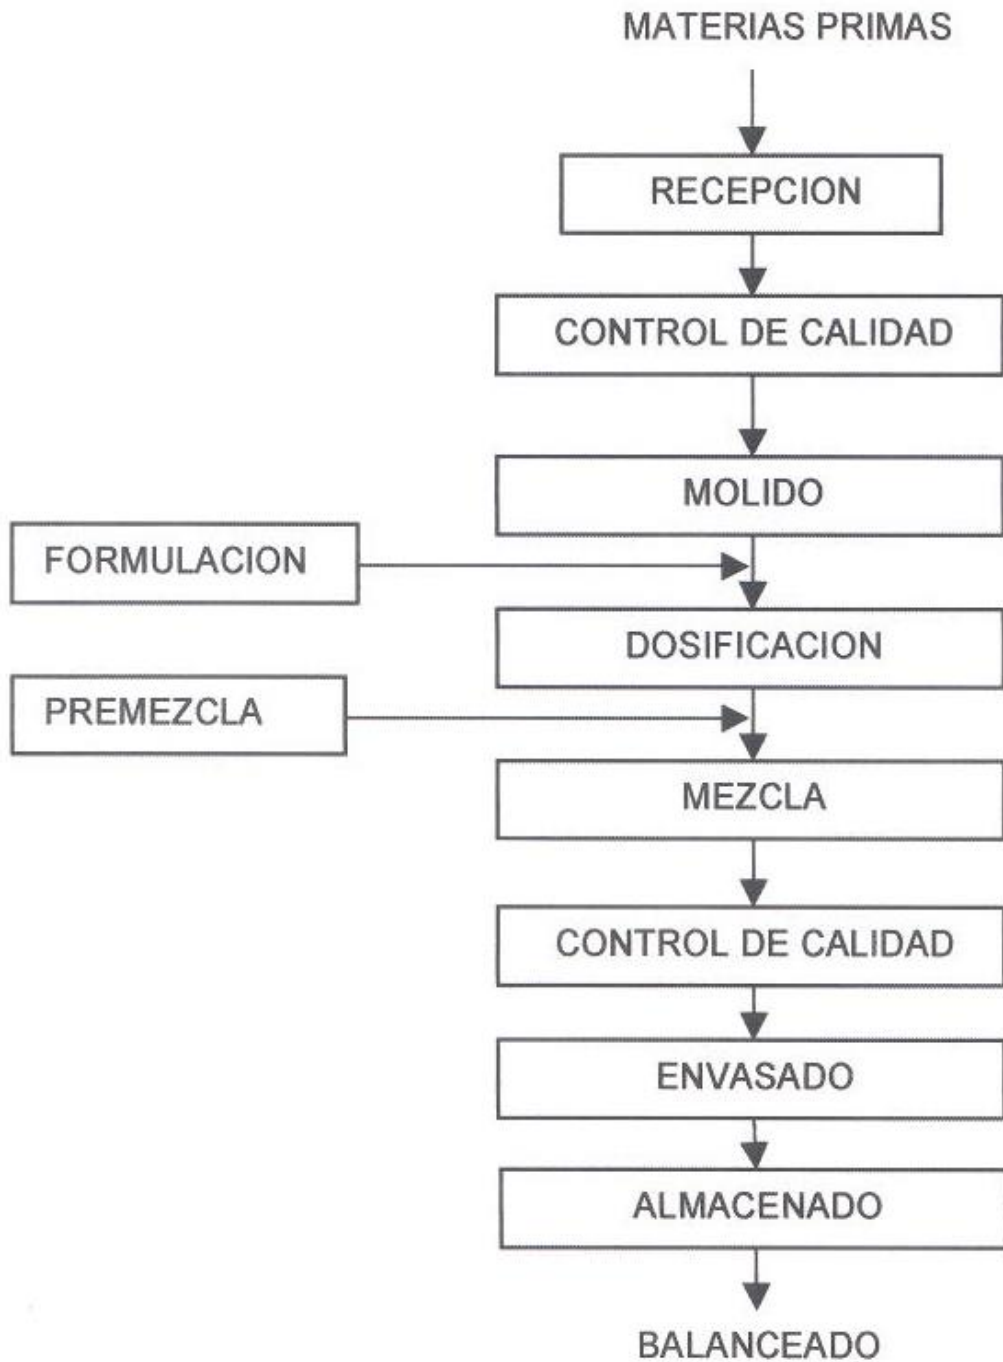 MATERIAS PRIMAS
RECEPCION
CONTROL DE CALIDAD
MOLIDO
FORMULACION
DOSIFICACION
PREMEZCLA
MEZCLA
CONTROL DE CALIDAD
ENVASADO
ALMACENADO
BALANCEADO